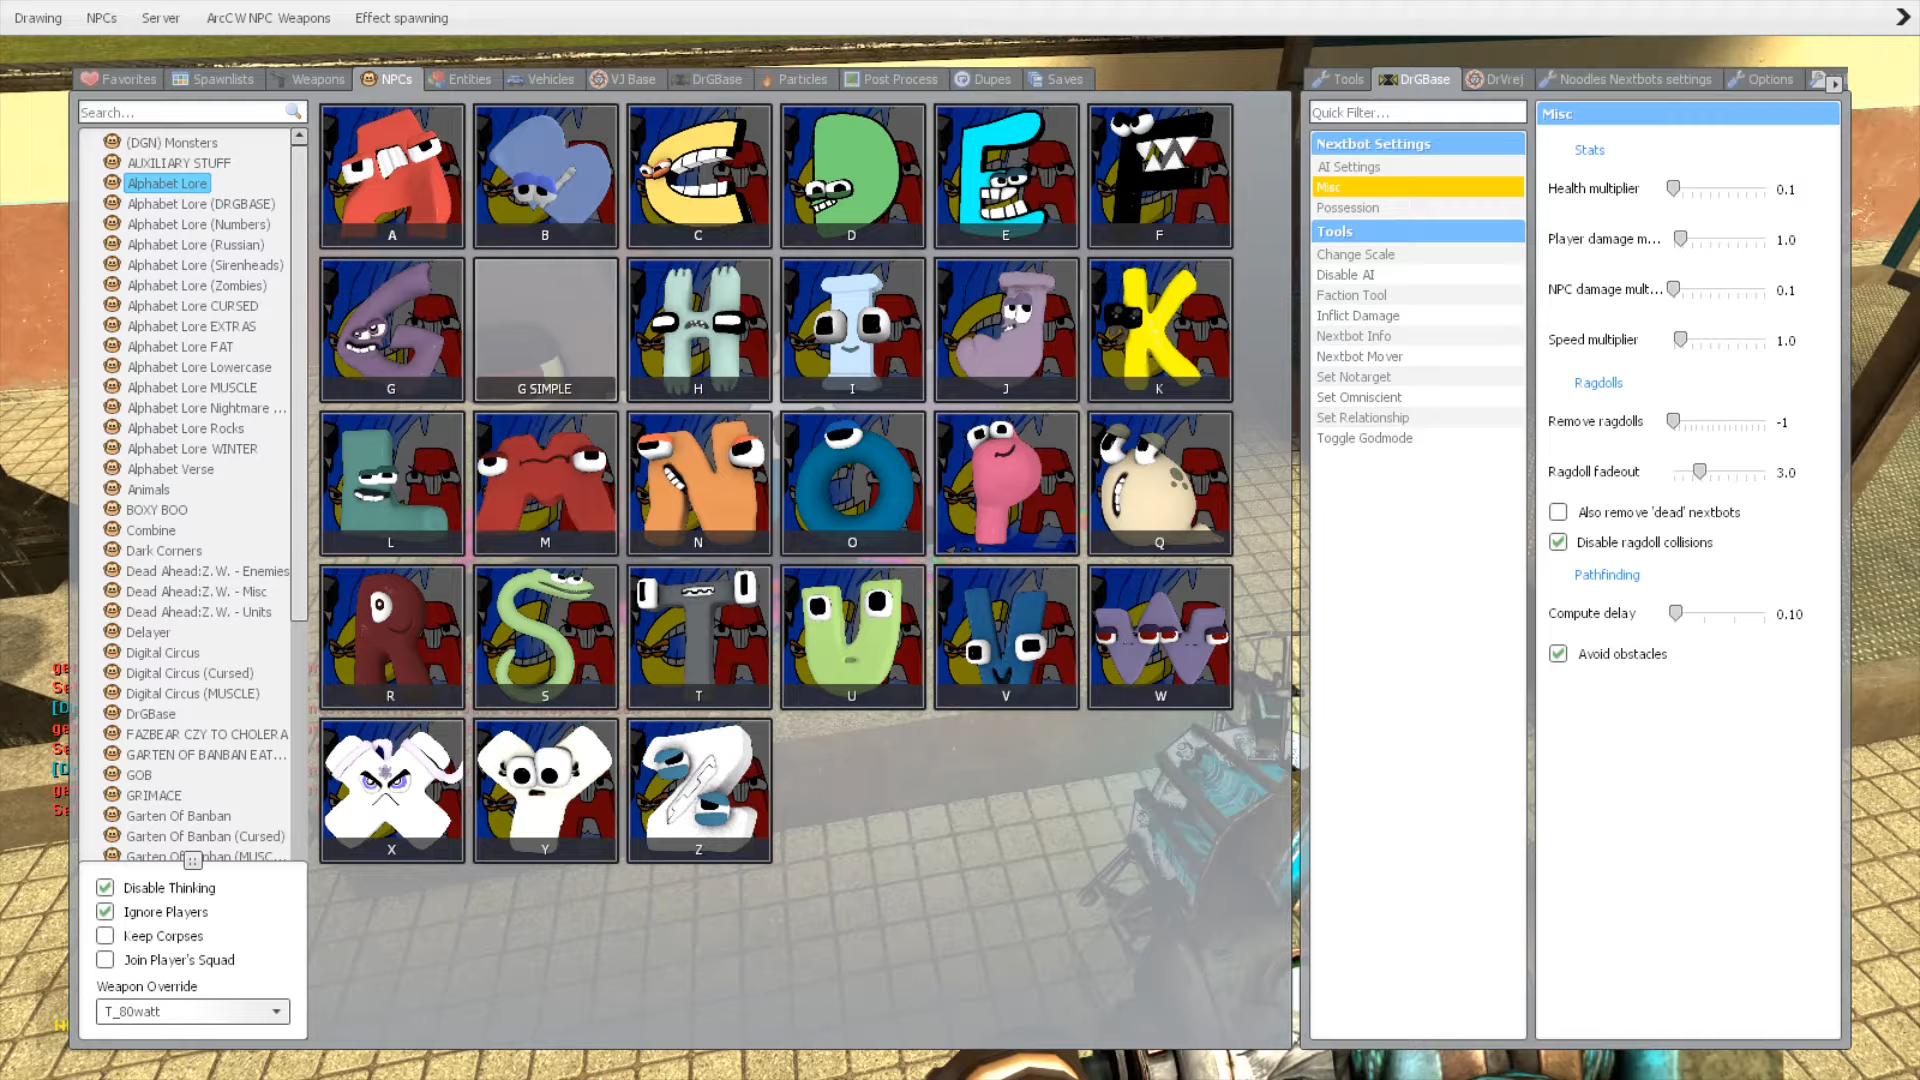 Drawing NPCs Server ArcCW NPC Weapons Effect spawning
Favorites Spawnlists Weapons NPCs Entities Vehicles VJ Base DrGBase Particles Post Process Dupes Saves
Search...
(DGN) Monsters
AUXILIARY STUFF
Alphabet Lore
Alphabet Lore (DRGBASE)
Alphabet Lore (Numbers)
Alphabet Lore (Russian)
Alphabet Lore (Sirenheads)
Alphabet Lore (Zombies)
Alphabet Lore CURSED
Alphabet Lore EXTRAS
Alphabet Lore FAT
Alphabet Lore Lowercase
Alphabet Lore MUSCLE
Alphabet Lore Nightmare ...
Alphabet Lore Rocks
Alphabet Lore WINTER
Alphabet Verse
Animals
BOXY BOO
Combine
Dark Corners
Dead Ahead:Z. W. - Enemies
Dead Ahead:Z. W. - Misc
Dead Ahead:Z. W. - Units
Delayer
Digital Circus
Digital Circus (Cursed)
Digital Circus (MUSCLE)
DrGBase
FAZBEAR CZY TO CHOLERA
GARTEN OF BANBAN EAT...
GOB
GRIMACE
Garten Of Banban
Garten Of Banban (Cursed)
Disable Thinking
Ignore Players
Keep Corpses
Join Player's Squad
Weapon Override
T_80watt
A B C D E F
G G SIMPLE H I J K
L M N O P Q
R S T U V W
X Y Z
Tools DrGBase DrVrej Noodles Nextbots settings Options
Quick Filter...
Nextbot Settings
AI Settings
Misc
Possession
Tools
Change Scale
Disable AI
Faction Tool
Inflict Damage
Nextbot Info
Nextbot Mover
Set Notarget
Set Omniscient
Set Relationship
Toggle Godmode
Misc
Stats
Health multiplier 0.1
Player damage m... 1.0
NPC damage mult... 0.1
Speed multiplier 1.0
Ragdolls
Remove ragdolls -1
Ragdoll fadeout 3.0
Also remove 'dead' nextbots
Disable ragdoll collisions
Pathfinding
Compute delay 0.10
Avoid obstacles